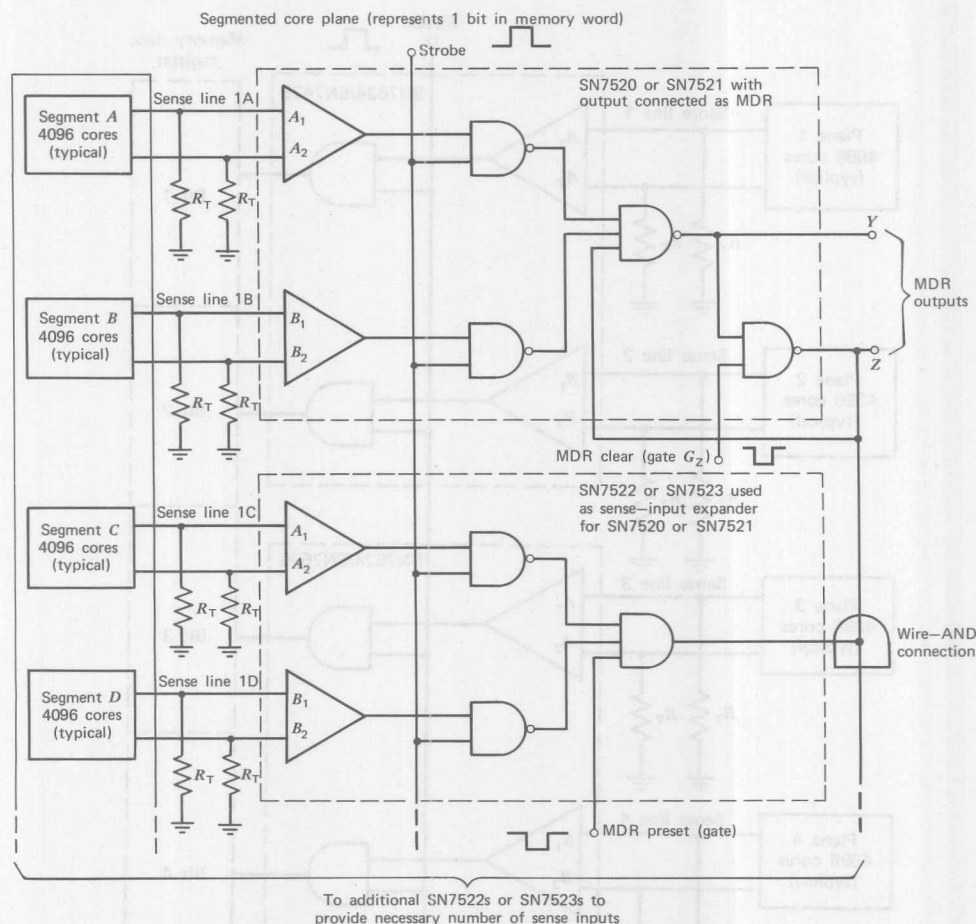 Segmented core plane (represents 1 bit in memory word)
Strobe
SN7520 or SN7521 with
output connected as MDR
Segment A
4096 cores
(typical)
Sense line 1A
A1
A2
RT
RT
Y
MDR
outputs
Z
Segment B
4096 cores
(typical)
Sense line 1B
B1
B2
RT
RT
MDR clear (gate GZ)
SN7522 or SN7523 used
as sense—input expander
for SN7520 or SN7521
Segment C
4096 cores
(typical)
Sense line 1C
A1
A2
RT
RT
Wire—AND
connection
Segment D
4096 cores
(typical)
Sense line 1D
B1
B2
RT
RT
MDR preset (gate)
To additional SN7522s or SN7523s to
provide necessary number of sense inputs